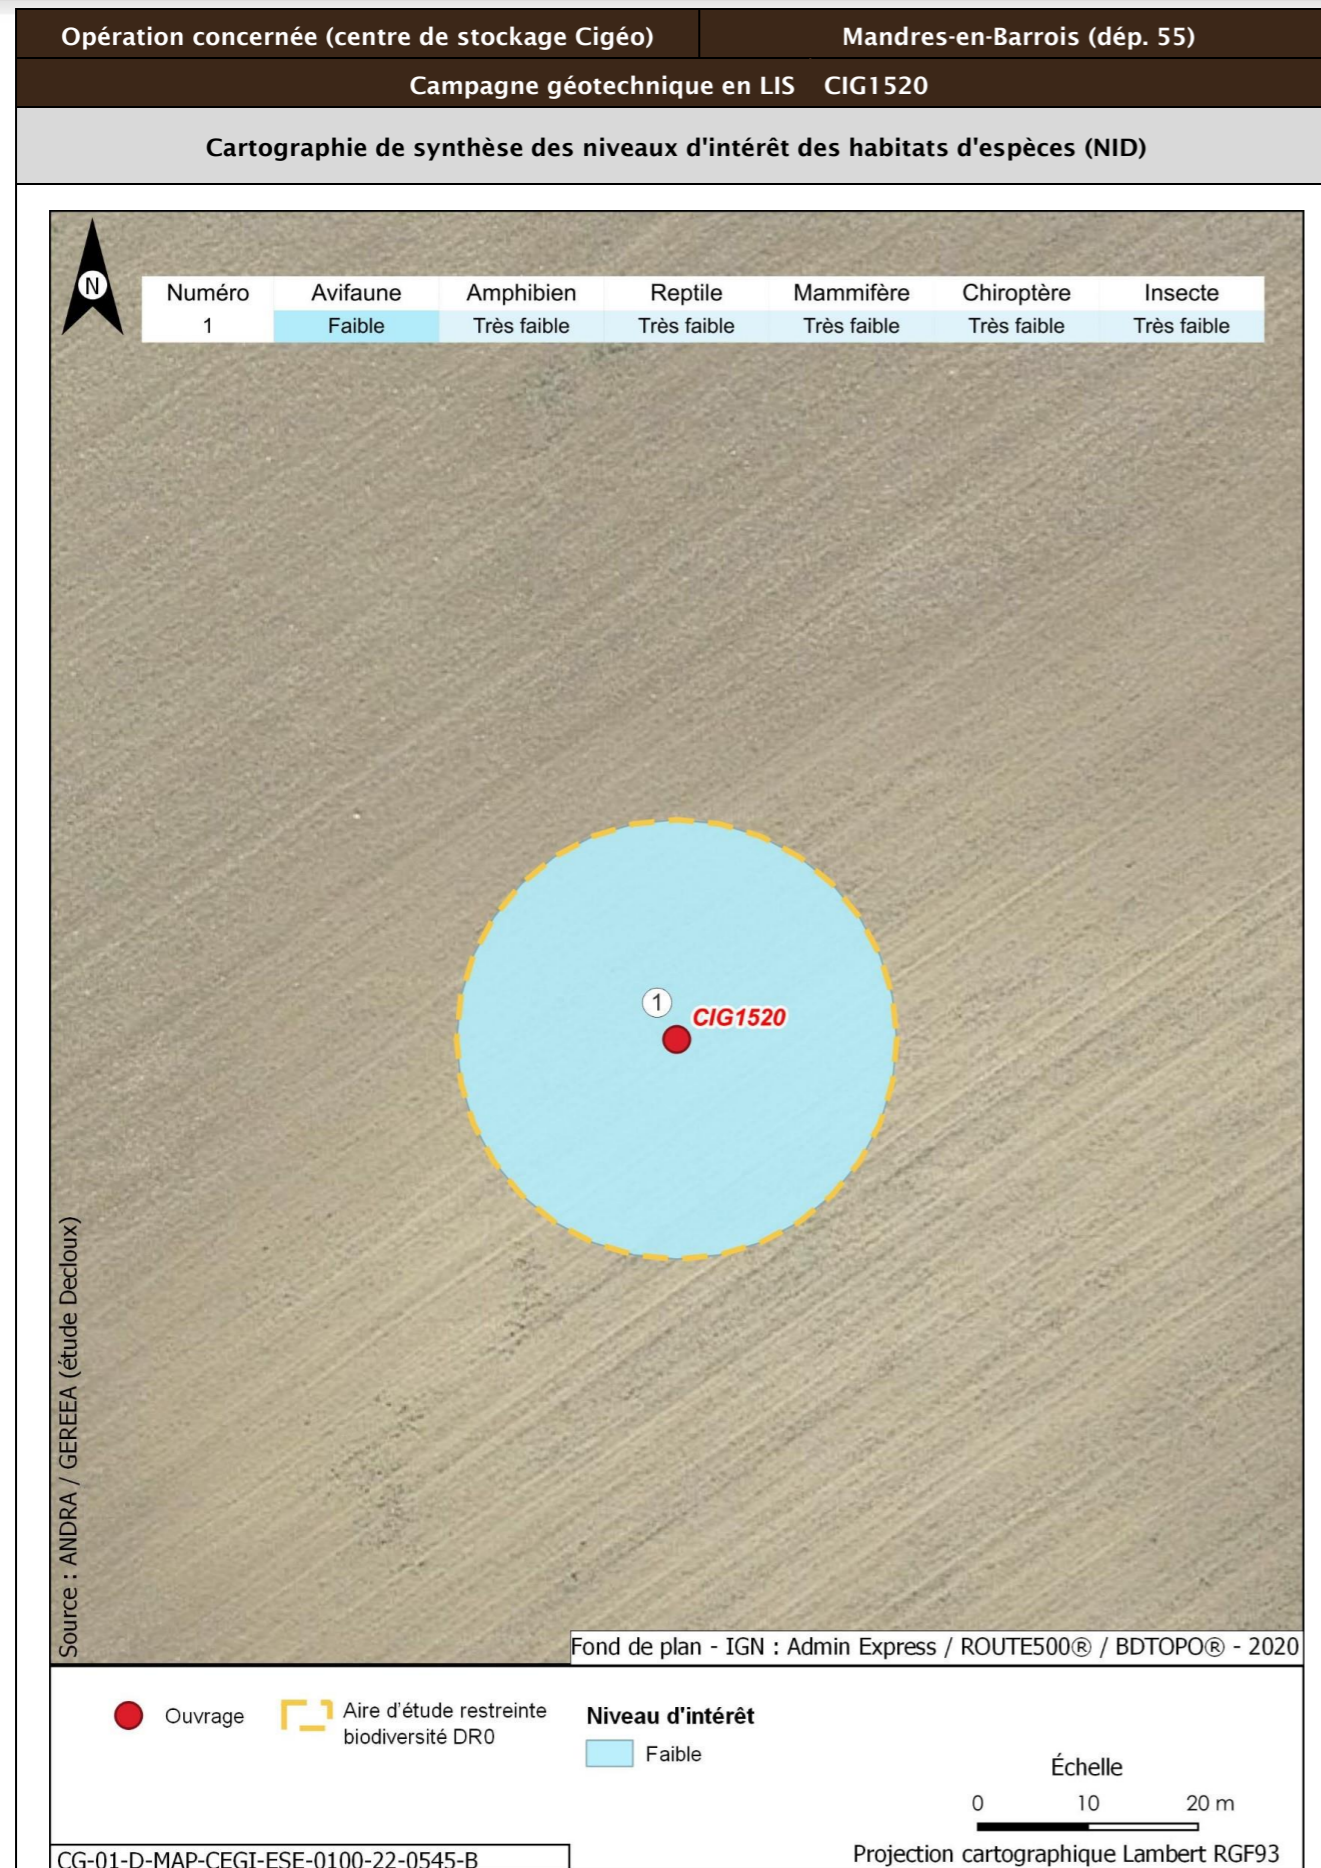 Opération concernée (centre de stockage Cigéo) Mandres-en-Barrois (dép. 55)
Campagne géotechnique en LIS CIG1520
Cartographie de synthèse des niveaux d'intérêt des habitats d'espèces (NID)
N
Numéro Avifaune Amphibien Reptile Mammifère Chiroptère Insecte
1 Faible Très faible Très faible Très faible Très faible Très faible
1
CIG1520
Source : ANDRA / GEREEA (étude Decloux)
Fond de plan - IGN : Admin Express / ROUTE500® / BDTOPO® - 2020
Ouvrage
Aire d'étude restreinte
biodiversité DR0
Niveau d'intérêt
Faible
Échelle
0 10 20 m
Projection cartographique Lambert RGF93
CG-01-D-MAP-CEGI-ESE-0100-22-0545-B